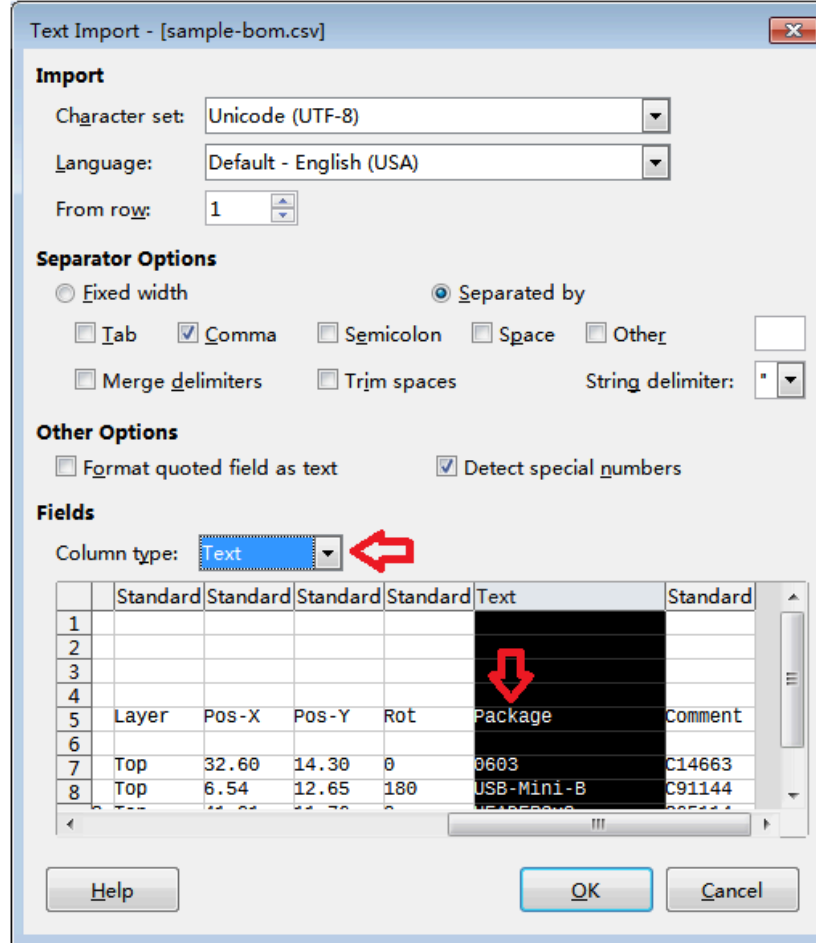 Text Import - [sample-bom.csv]
Import
Character set: Unicode (UTF-8)
Language: Default - English (USA)
From row: 1
Separator Options
Fixed width Separated by
Tab Comma Semicolon Space Other
Merge delimiters Trim spaces String delimiter: "
Other Options
Format quoted field as text Detect special numbers
Fields
Column type: Text
Standard Standard Standard Standard Text Standard
1
2
3
4
5 Layer Pos-X Pos-Y Rot Package Comment
6
7 Top 32.60 14.30 0 0603 C14663
8 Top 6.54 12.65 180 USB-Mini-B C91144
Help OK Cancel